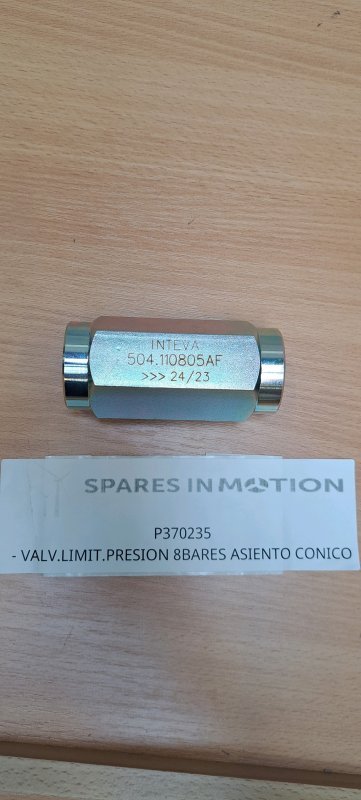 INTEVA
504.110805AF
>>> 24/23
SPARES IN MOTION
P370235
- VALV.LIMIT.PRESION 8BARES ASIENTO CONICO